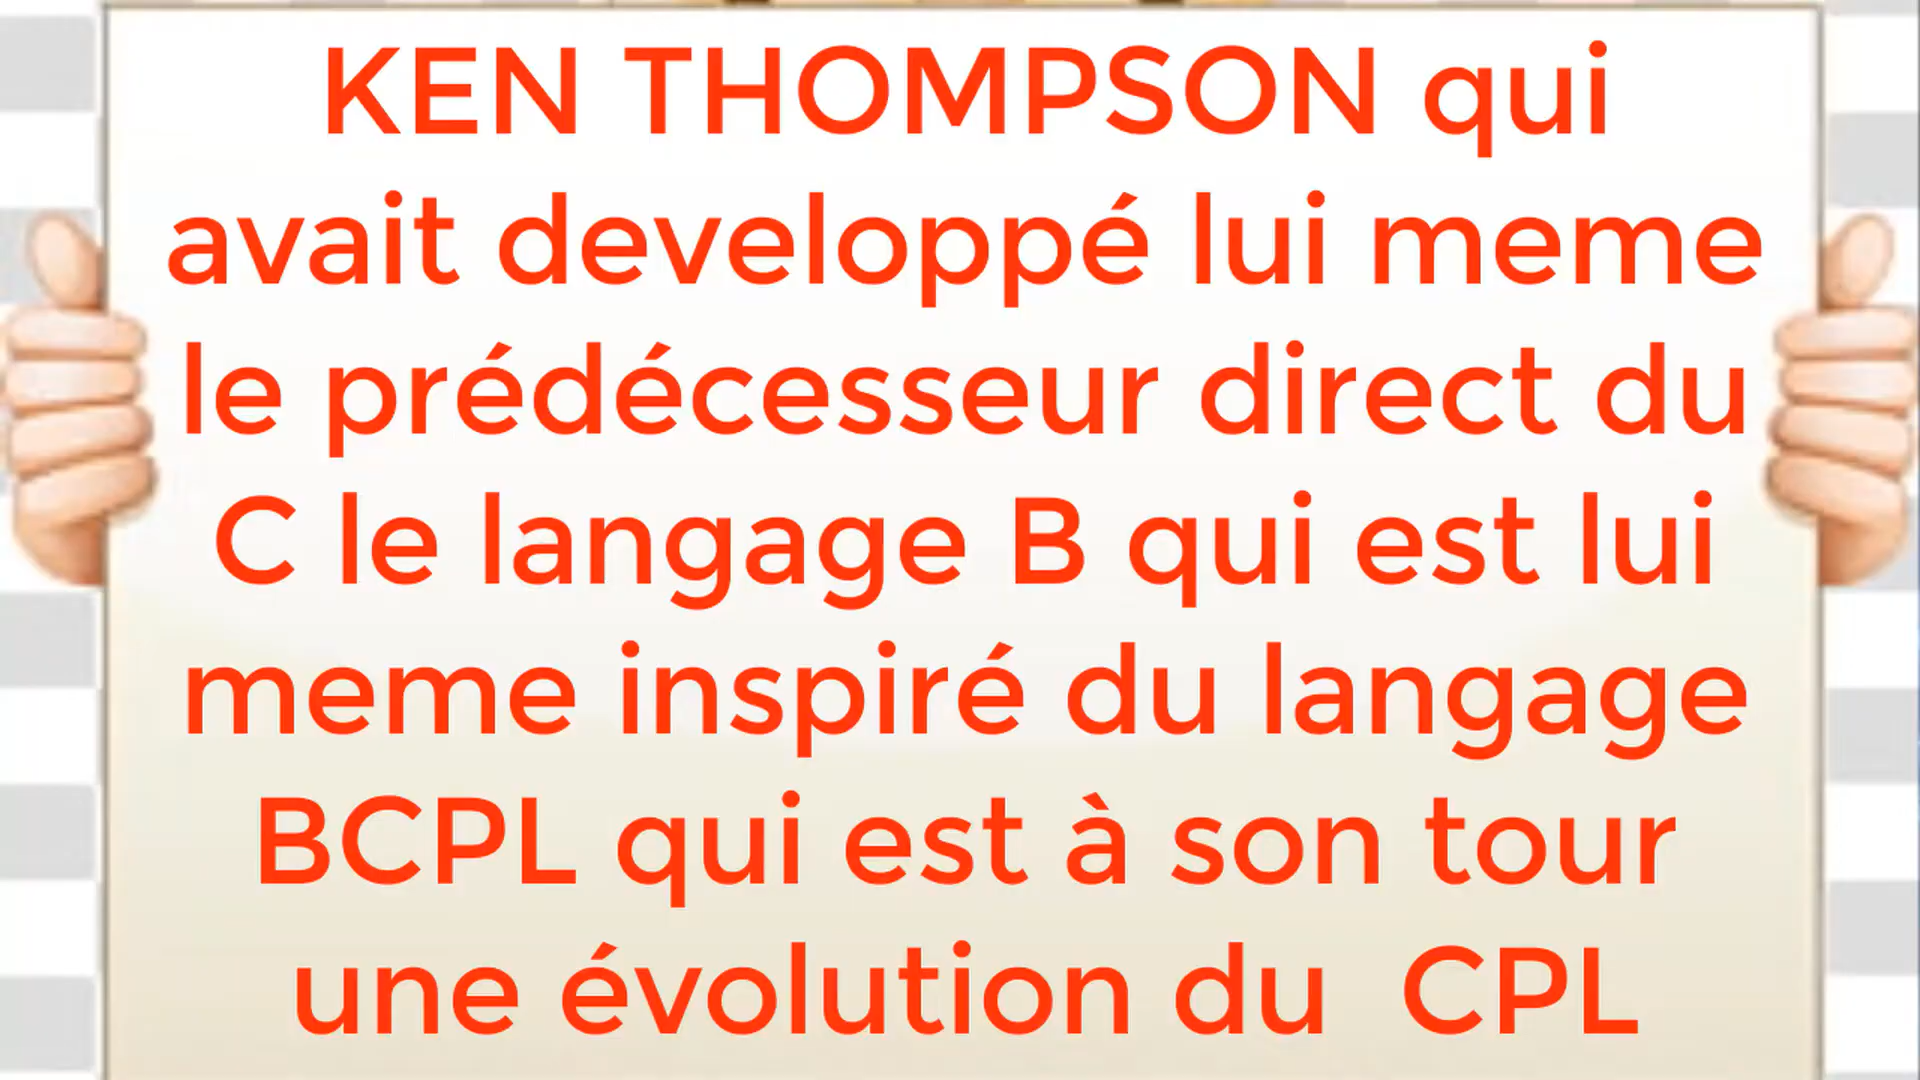 KEN THOMPSON qui
avait developpé lui meme
le prédécesseur direct du
C le langage B qui est lui
meme inspiré du langage
BCPL qui est à son tour
une évolution du CPL